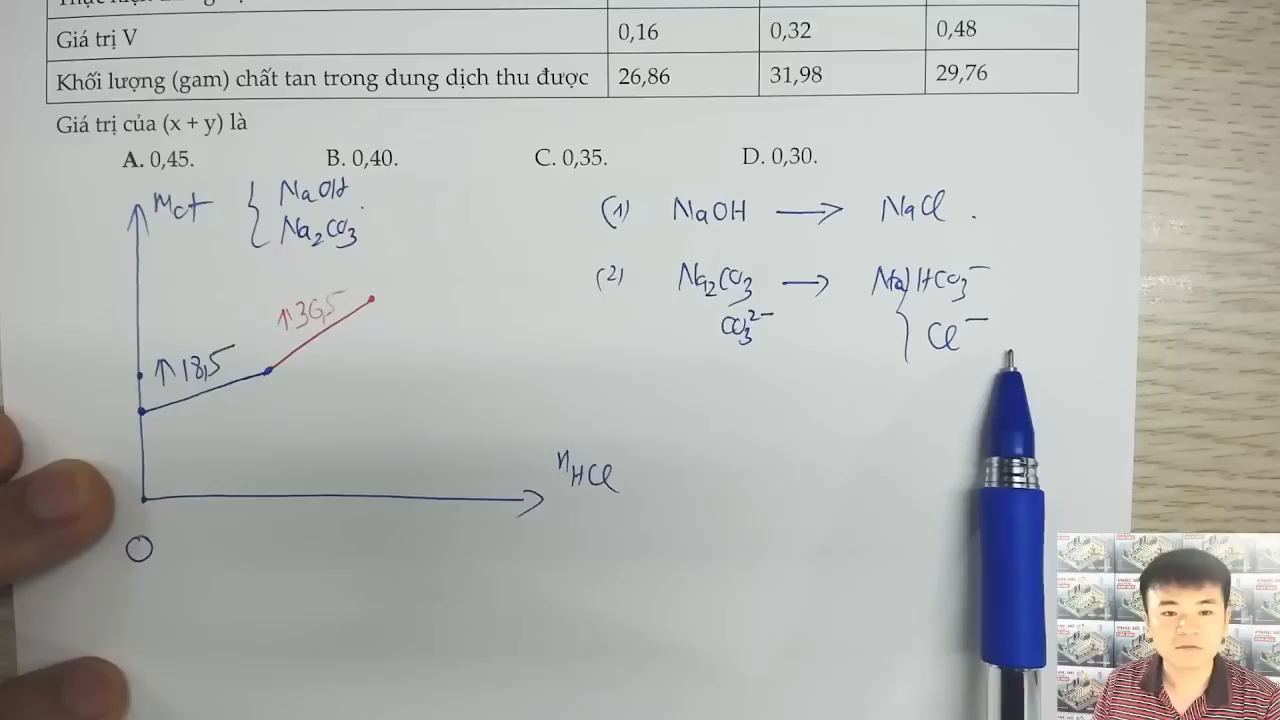 Giá trị V 0,16 0,32 0,48
Khối lượng (gam) chất tan trong dung dịch thu được 26,86 31,98 29,76
Giá trị của (x + y) là
A. 0,45. B. 0,40. C. 0,35. D. 0,30.
mct { NaOH
Na₂CO₃
(1) NaOH → NaCl .
(2) Na₂CO₃ → NaHCO₃⁻
CO₃²⁻ Cl⁻
↑36,5
↑18,5
nHCl
O